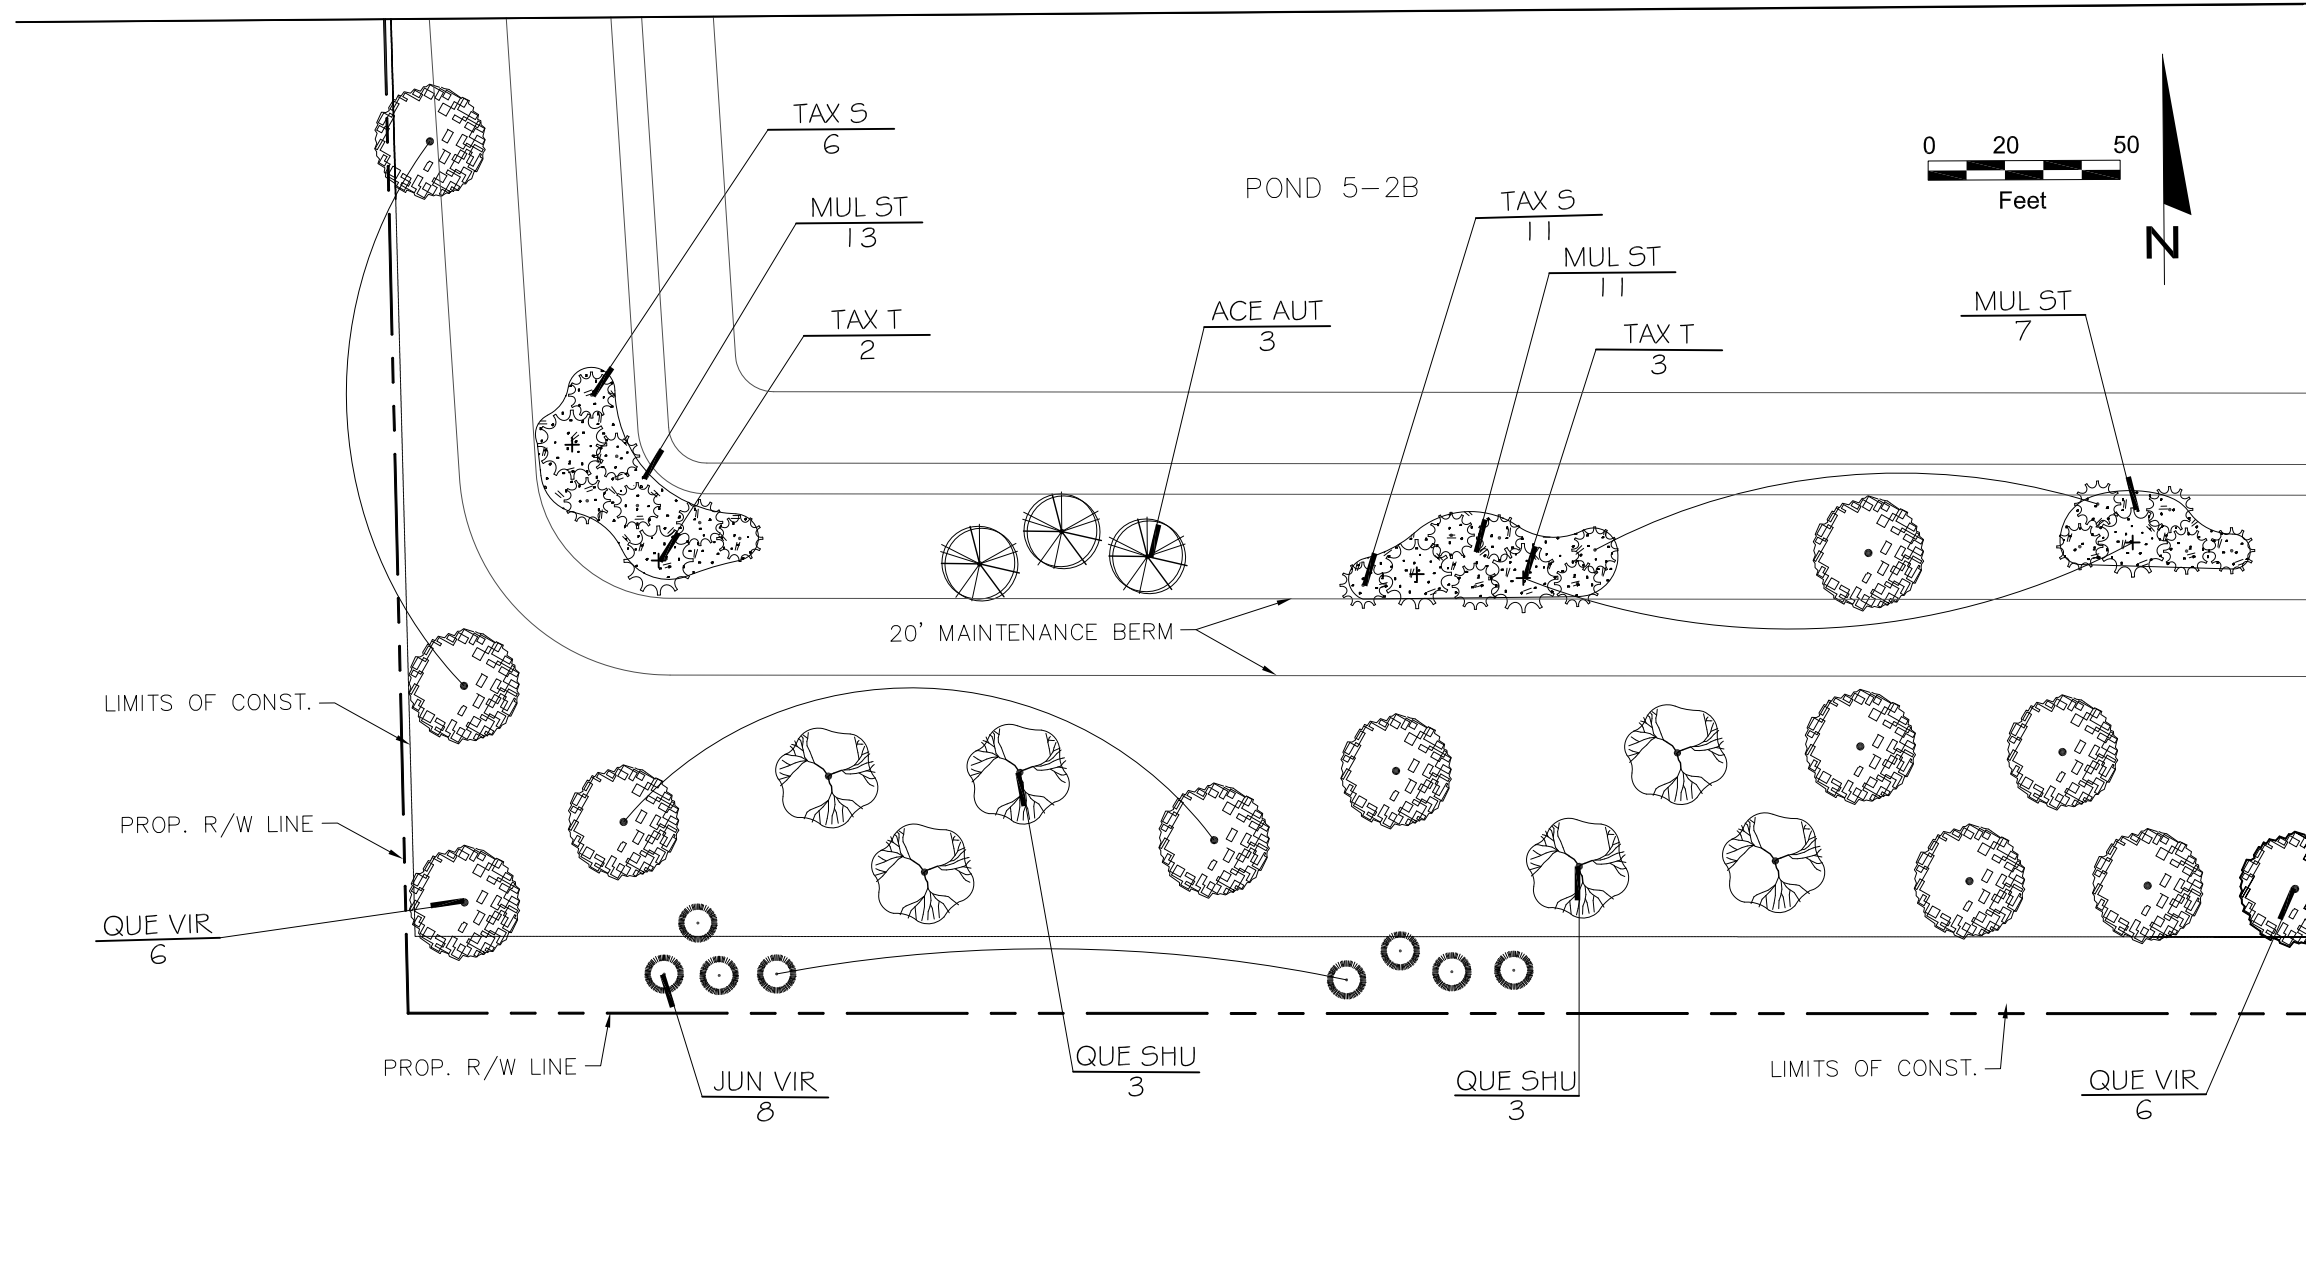 TAX S
6
0 20 50
Feet
POND 5-2B
TAX S
11
MUL ST
13
N
MUL ST
11
MUL ST
7
ACE AUT
3
TAX T
2
TAX T
3
20' MAINTENANCE BERM
LIMITS OF CONST.
PROP. R/W LINE
QUE VIR
6
PROP. R/W LINE
JUN VIR
8
QUE SHU
3
QUE SHU
3
LIMITS OF CONST.
QUE VIR
6